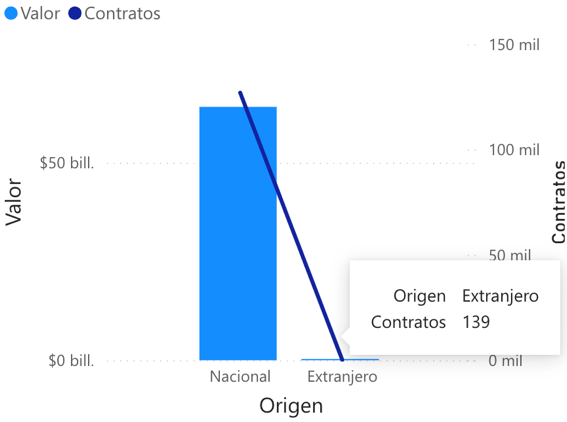 Valor Contratos
150 mil
100 mil
50 mil
0 mil
Contratos
$50 bill.
$0 bill.
Valor
Origen Extranjero
Contratos 139
Nacional Extranjero
Origen